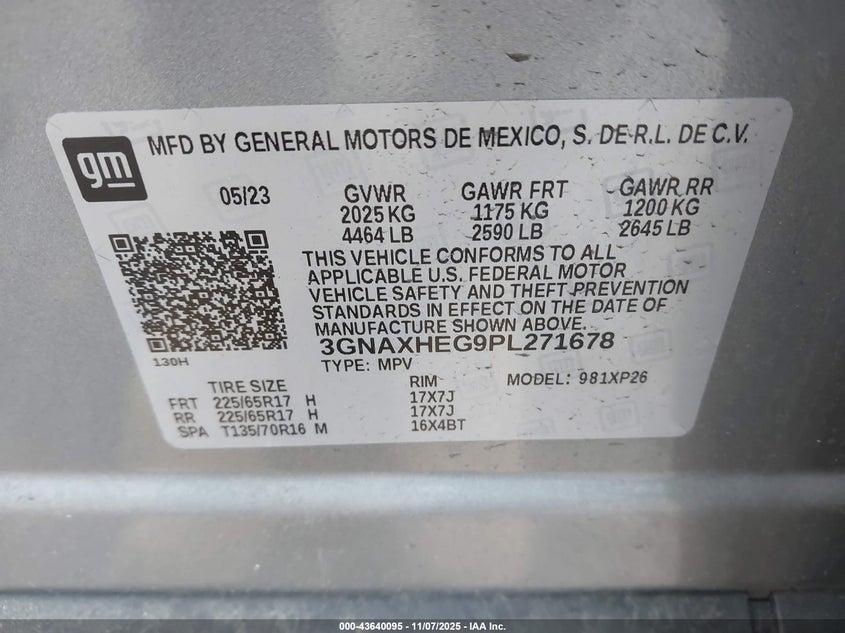 gm
MFD BY GENERAL MOTORS DE MEXICO, S. DE R.L. DE C.V.
05/23 GVWR GAWR FRT GAWR RR
2025 KG 1175 KG 1200 KG
4464 LB 2590 LB 2645 LB
THIS VEHICLE CONFORMS TO ALL
APPLICABLE U.S. FEDERAL MOTOR
VEHICLE SAFETY AND THEFT PREVENTION
STANDARDS IN EFFECT ON THE DATE OF
MANUFACTURE SHOWN ABOVE.
130H
3GNAXHEG9PL271678
TYPE: MPV
TIRE SIZE RIM MODEL: 981XP26
FRT 225/65R17 H 17X7J
RR 225/65R17 H 17X7J
SPA T135/70R16 M 16X4BT
000-43640095 - 11/07/2025 - IAA Inc.